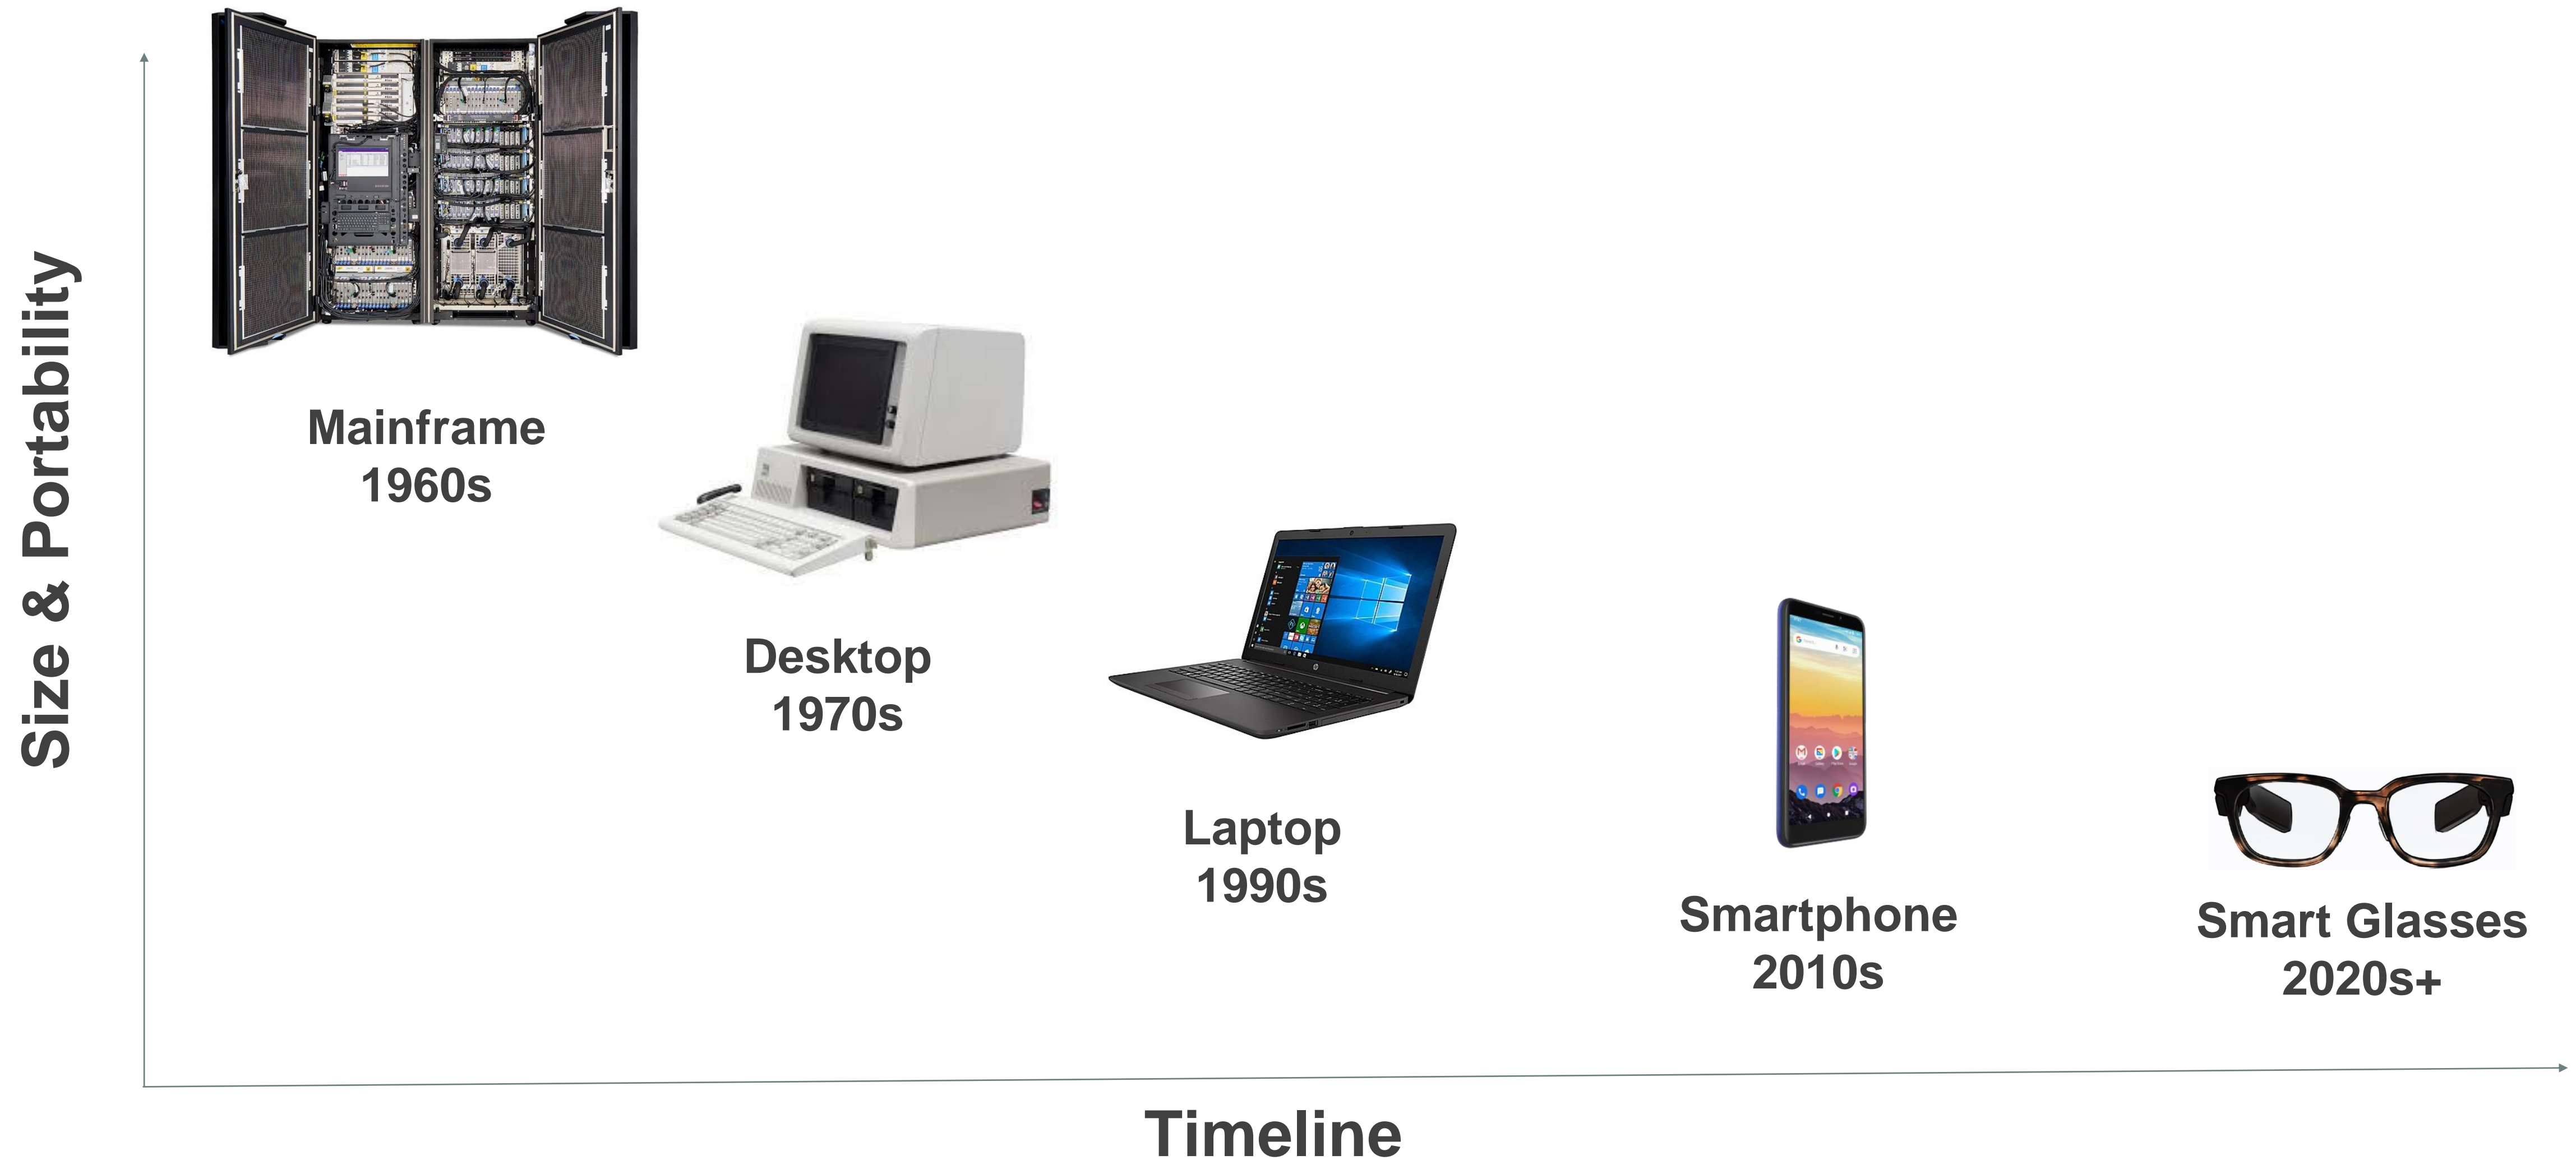 Size & Portability
Mainframe
1960s
Desktop
1970s
Laptop
1990s
Smartphone
2010s
Smart Glasses
2020s+
Timeline